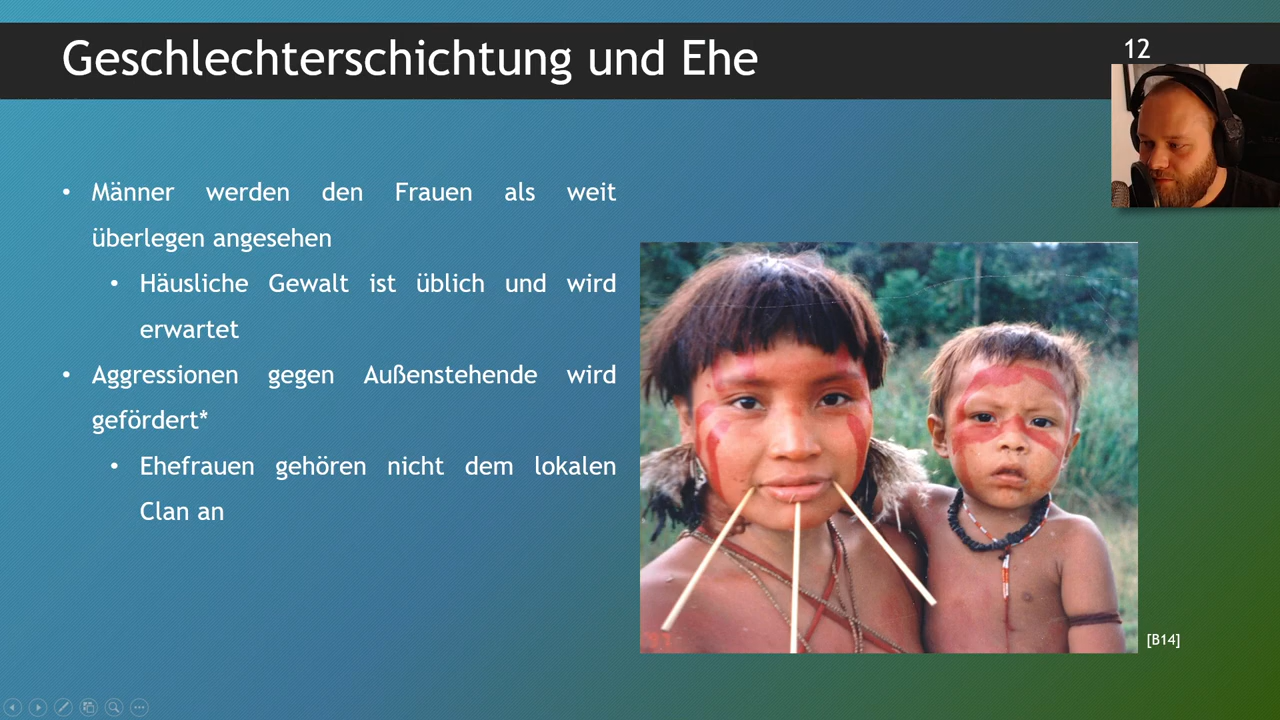 Geschlechterschichtung und Ehe
12
• Männer werden den Frauen als weit
überlegen angesehen
• Häusliche Gewalt ist üblich und wird
erwartet
• Aggressionen gegen Außenstehende wird
gefördert*
• Ehefrauen gehören nicht dem lokalen
Clan an
[B14]